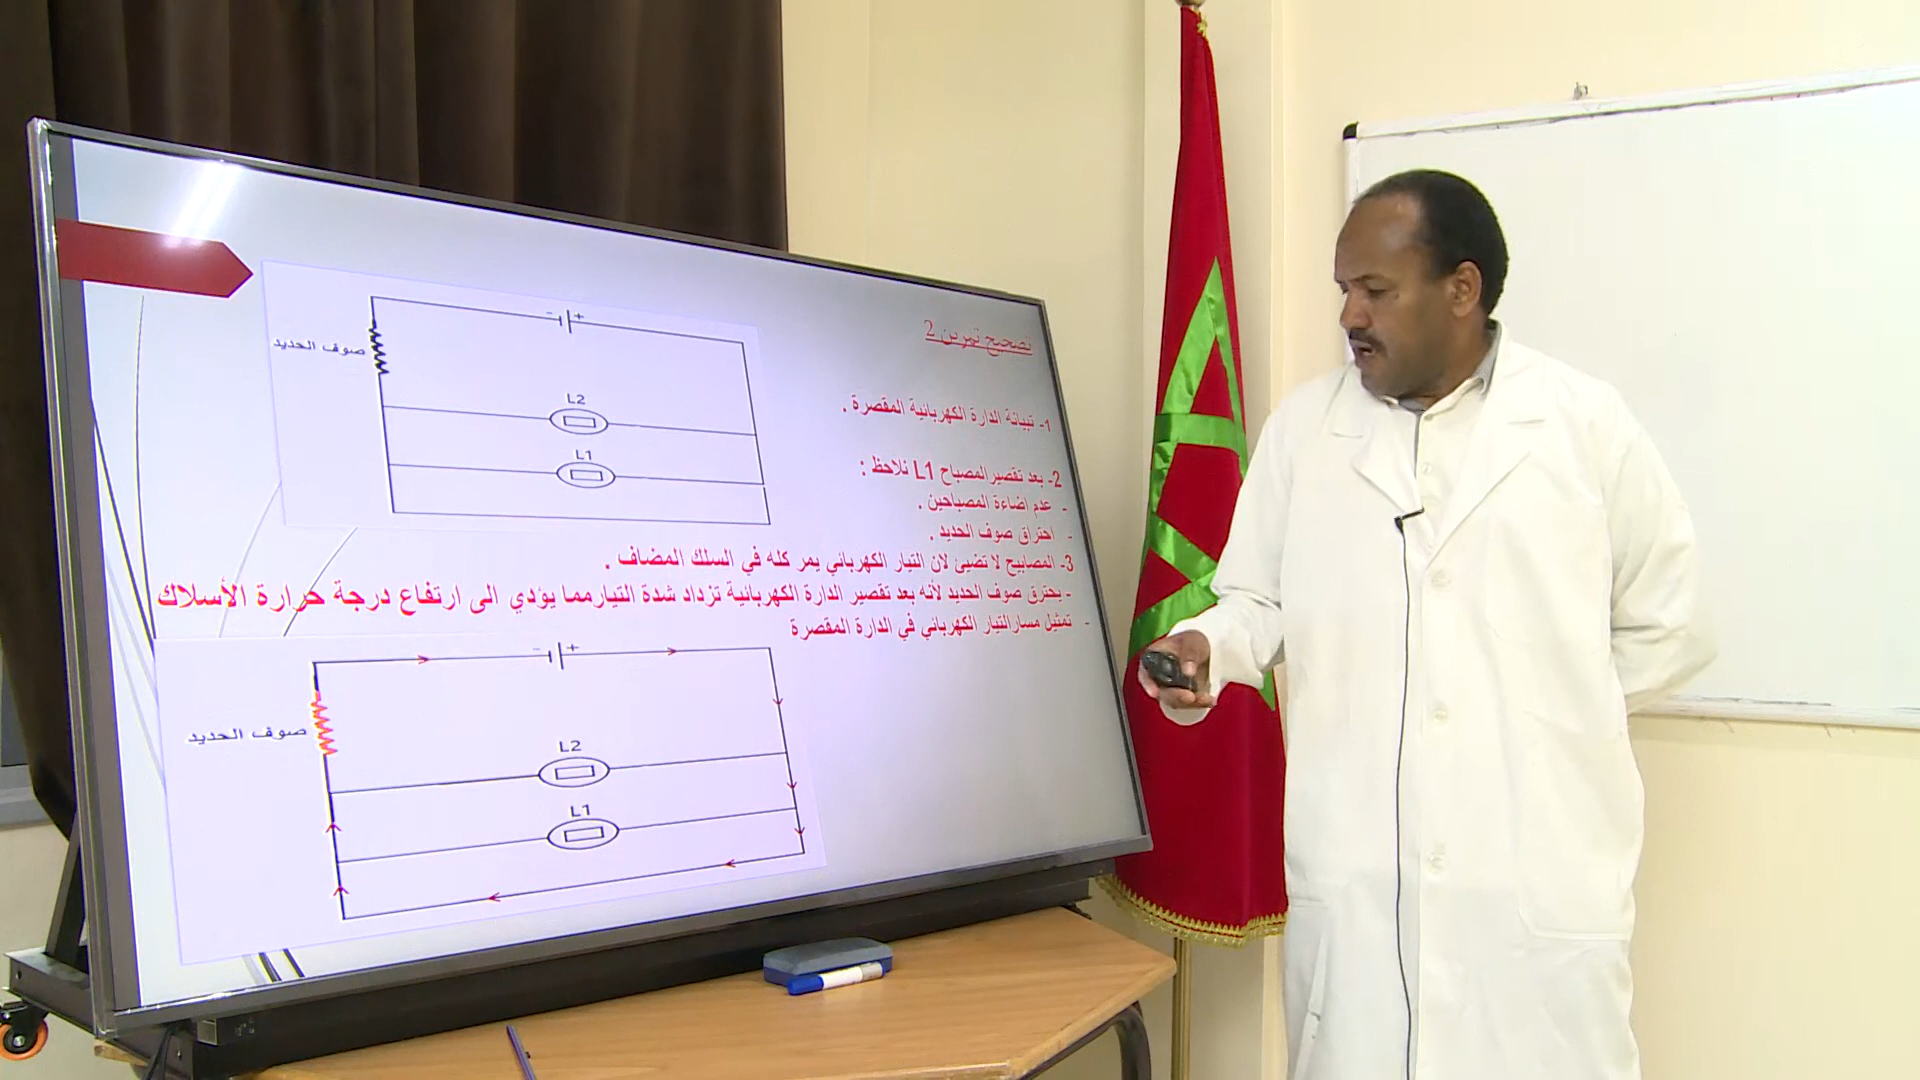 تصحيح تمرين 2
1- تبيانة الدارة الكهربائية المقصرة .
2- بعد تقصيرالمصباح L1 نلاحظ :
- عدم اضاءة المصباحين .
- احتراق صوف الحديد .
3- المصابيح لا تضيئ لان التيار الكهربائي يمر كله في السلك المضاف .
- يحترق صوف الحديد لأنه بعد تقصير الدارة الكهربائية تزداد شدة التيارمما يؤدي الى ارتفاع درجة حرارة الأسلاك
- تمثيل مسارالتيار الكهربائي في الدارة المقصرة
- +
صوف الحديد
L2
L1
- +
صوف الحديد
L2
L1